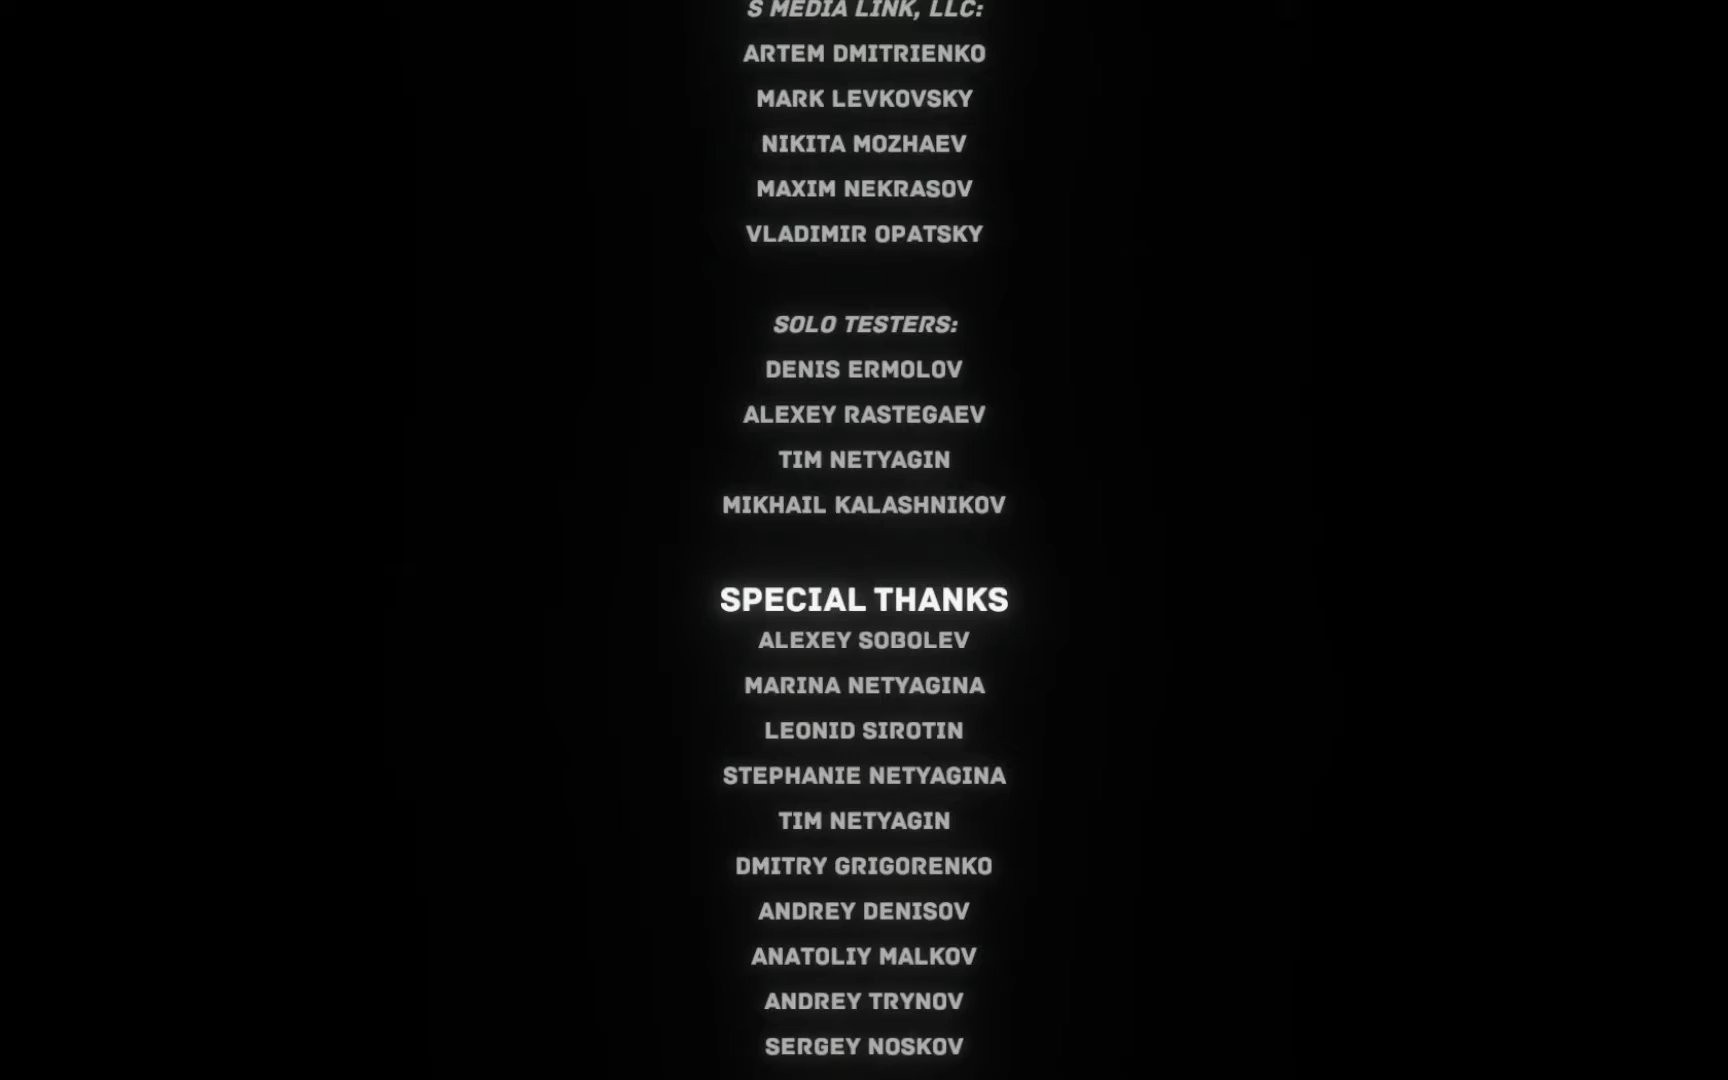 S MEDIA LINK, LLC:
ARTEM DMITRIENKO
MARK LEVKOVSKY
NIKITA MOZHAEV
MAXIM NEKRASOV
VLADIMIR OPATSKY
SOLO TESTERS:
DENIS ERMOLOV
ALEXEY RASTEGAEV
TIM NETYAGIN
MIKHAIL KALASHNIKOV
SPECIAL THANKS
ALEXEY SOBOLEV
MARINA NETYAGINA
LEONID SIROTIN
STEPHANIE NETYAGINA
TIM NETYAGIN
DMITRY GRIGORENKO
ANDREY DENISOV
ANATOLIY MALKOV
ANDREY TRYNOV
SERGEY NOSKOV